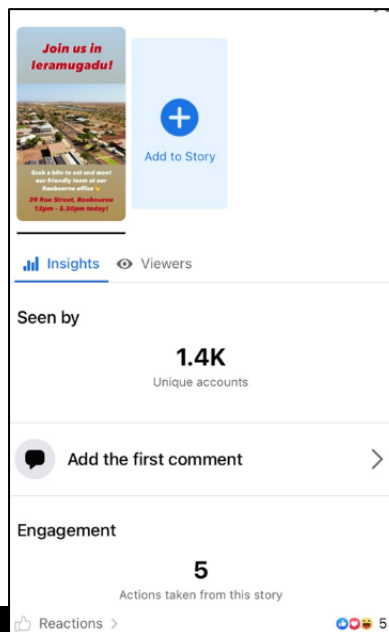 Join us in
Ieramugadu!
Grab a bite to eat and meet
our friendly team at our
Roebourne office
39 Roe Street, Roebourne
12pm - 2.30pm today!
Add to Story
Insights
Viewers
Seen by
1.4K
Unique accounts
Add the first comment
Engagement
5
Actions taken from this story
Reactions
5